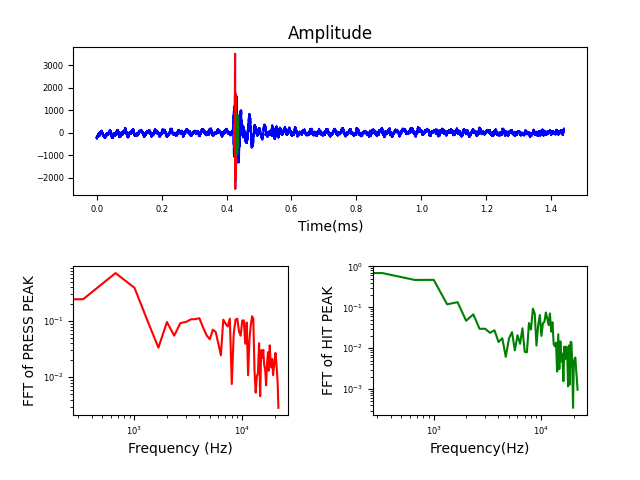 Amplitude
3000
2000
1000
0
−1000
−2000
0.0 0.2 0.4 0.6 0.8 1.0 1.2 1.4
Time(ms)
FFT of PRESS PEAK
10⁻¹
10⁻²
10³ 10⁴
Frequency (Hz)
FFT of HIT PEAK
10⁰
10⁻¹
10⁻²
10⁻³
10³ 10⁴
Frequency(Hz)